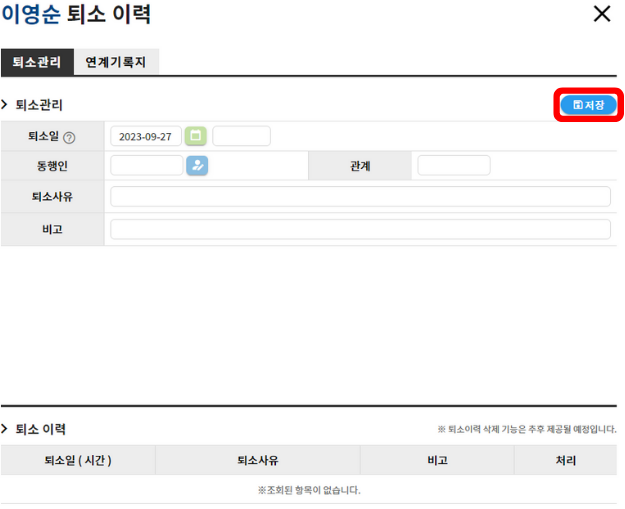 이영순 퇴소 이력
퇴소관리 연계기록지
퇴소관리 저장
퇴소일 2023-09-27
동행인 관계
퇴소사유
비고
퇴소 이력 ※ 퇴소이력 삭제 기능은 추후 제공될 예정입니다.
퇴소일 ( 시간 ) 퇴소사유 비고 처리
※조회된 항목이 없습니다.